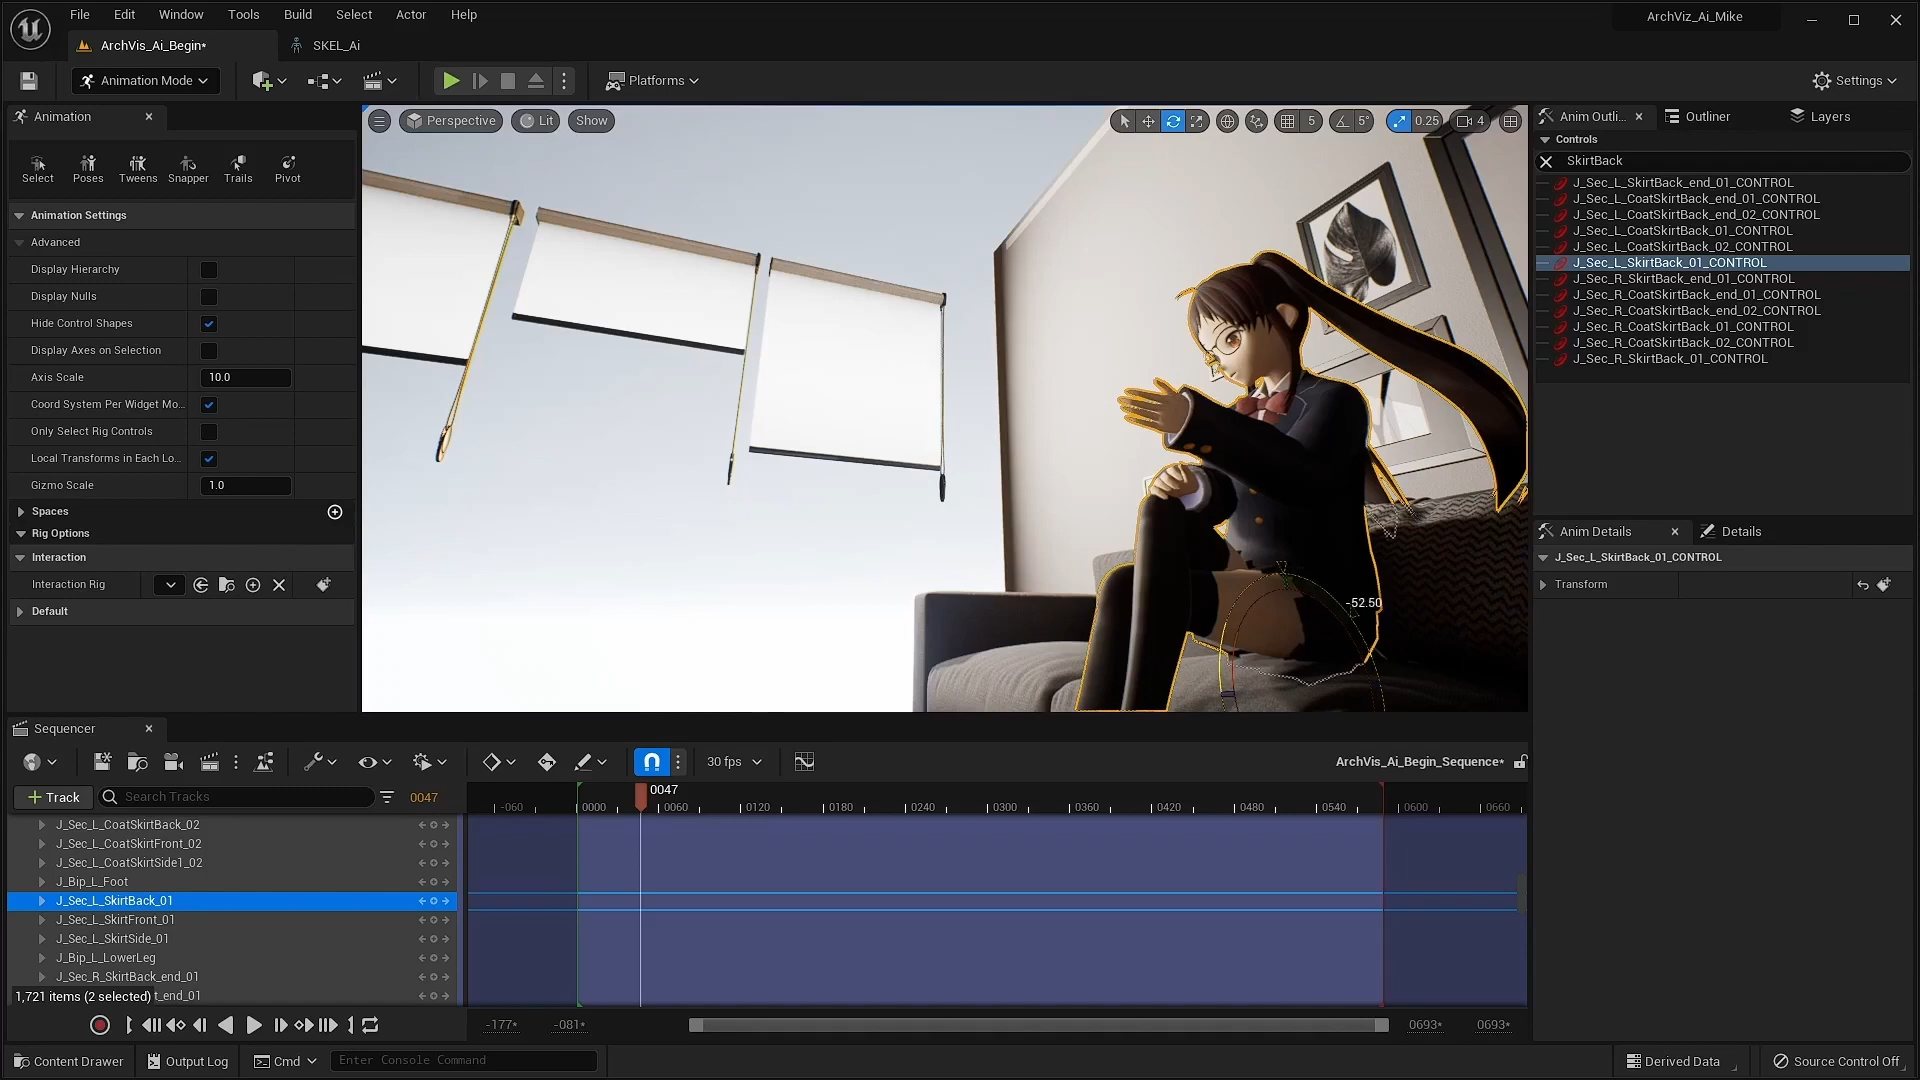 File Edit Window Tools Build Select Actor Help
ArchViz_Ai_Mike
ArchVis_Ai_Begin*
SKEL_Ai
Animation Mode
Platforms
Settings
Animation
Perspective
Lit
Show
5
5°
0.25
4
Anim Outli...
Outliner
Layers
Controls
SkirtBack
Select
Poses
Tweens
Snapper
Trails
Pivot
J_Sec_L_SkirtBack_end_01_CONTROL
J_Sec_L_CoatSkirtBack_end_01_CONTROL
J_Sec_L_CoatSkirtBack_end_02_CONTROL
J_Sec_L_CoatSkirtBack_01_CONTROL
J_Sec_L_CoatSkirtBack_02_CONTROL
J_Sec_L_SkirtBack_01_CONTROL
J_Sec_R_SkirtBack_end_01_CONTROL
J_Sec_R_CoatSkirtBack_end_01_CONTROL
J_Sec_R_CoatSkirtBack_end_02_CONTROL
J_Sec_R_CoatSkirtBack_01_CONTROL
J_Sec_R_CoatSkirtBack_02_CONTROL
J_Sec_R_SkirtBack_01_CONTROL
Animation Settings
Advanced
Display Hierarchy
Display Nulls
Hide Control Shapes
Display Axes on Selection
Axis Scale
10.0
Coord System Per Widget Mo...
Only Select Rig Controls
Local Transforms in Each Lo...
Gizmo Scale
1.0
Spaces
Rig Options
Interaction
Interaction Rig
Default
-52.50
Anim Details
Details
J_Sec_L_SkirtBack_01_CONTROL
Transform
Sequencer
30 fps
ArchVis_Ai_Begin_Sequence*
+ Track
Search Tracks
0047
0047
-060 0000 0060 0120 0180 0240 0300 0360 0420 0480 0540 0600 0660
J_Sec_L_CoatSkirtBack_02
J_Sec_L_CoatSkirtFront_02
J_Sec_L_CoatSkirtSide1_02
J_Bip_L_Foot
J_Sec_L_SkirtBack_01
J_Sec_L_SkirtFront_01
J_Sec_L_SkirtSide_01
J_Bip_L_LowerLeg
J_Sec_R_SkirtBack_end_01
1,721 items (2 selected)
t_end_01
-177*
-081*
0693*
0693*
Content Drawer
Output Log
Cmd
Enter Console Command
Derived Data
Source Control Off